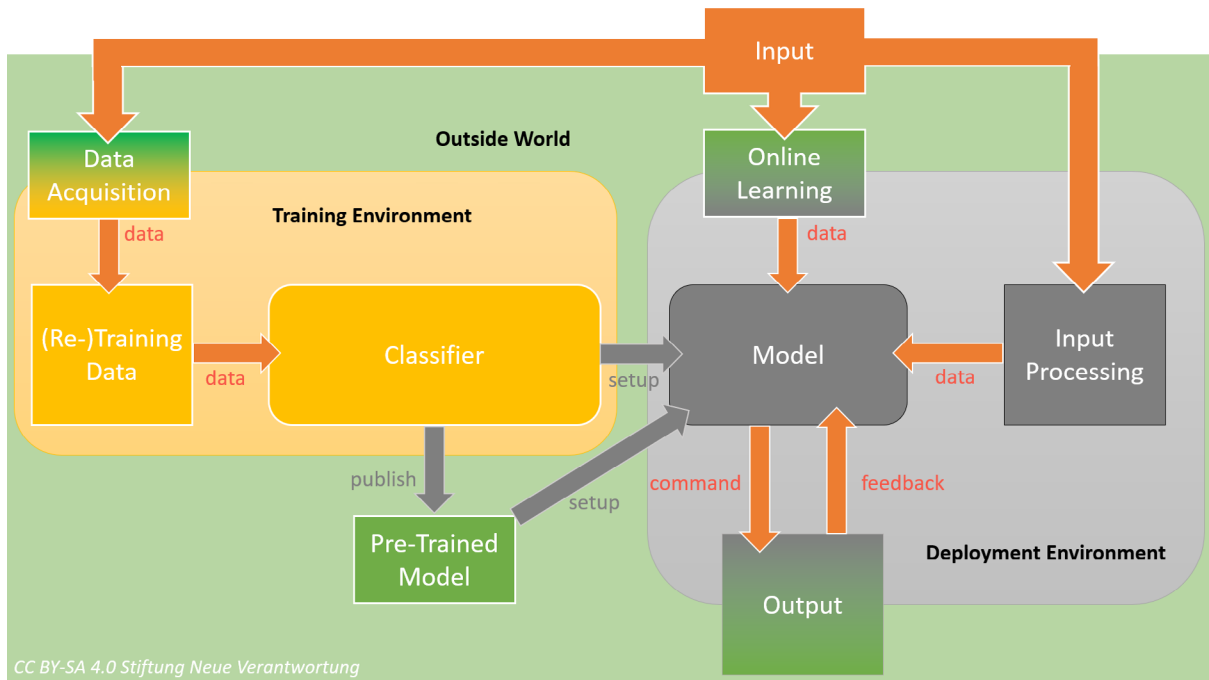 Input
Outside World
Data
Acquisition
Online
Learning
Training Environment
data
data
(Re-)Training
Data
data
Classifier
setup
Model
data
Input
Processing
publish
setup
command
feedback
Pre-Trained
Model
Deployment Environment
Output
CC BY-SA 4.0 Stiftung Neue Verantwortung